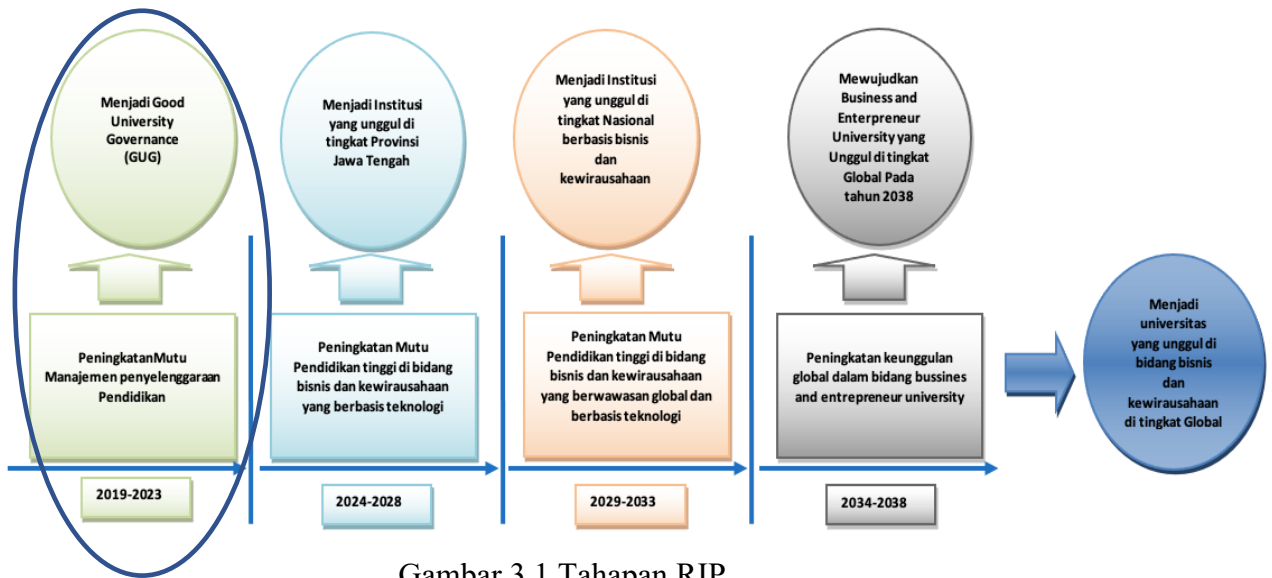 Menjadi Good
University
Governance
(GUG)
Menjadi Institusi
yang unggul di
tingkat Provinsi
Jawa Tengah
Menjadi Institusi
yang unggul di
tingkat Nasional
berbasis bisnis
dan
kewirausahaan
Mewujudkan
Business and
Enterpreneur
University yang
Unggul di tingkat
Global Pada
tahun 2038
PeningkatanMutu
Manajemen penyelenggaraan
Pendidikan
Peningkatan Mutu
Pendidikan tinggi di bidang
bisnis dan kewirausahaan
yang berbasis teknologi
Peningkatan Mutu
Pendidikan tinggi di bidang
bisnis dan kewirausahaan
yang berwawasan global dan
berbasis teknologi
Peningkatan keunggulan
global dalam bidang bussines
and entrepreneur university
Menjadi
universitas
yang unggul di
bidang bisnis
dan
kewirausahaan
di tingkat Global
2019-2023
2024-2028
2029-2033
2034-2038
Gambar 3.1 Tahapan RIP